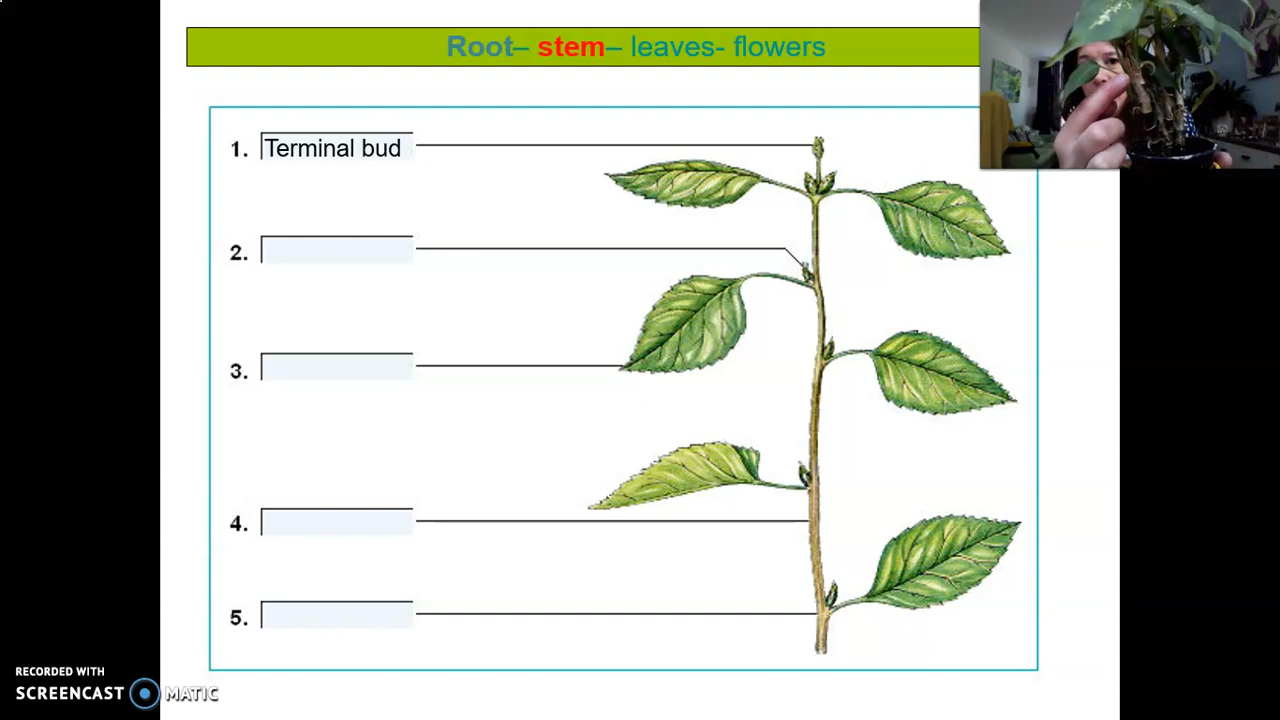 Root– stem– leaves- flowers
1. Terminal bud
2.
3.
4.
5.
RECORDED WITH
SCREENCAST MATIC